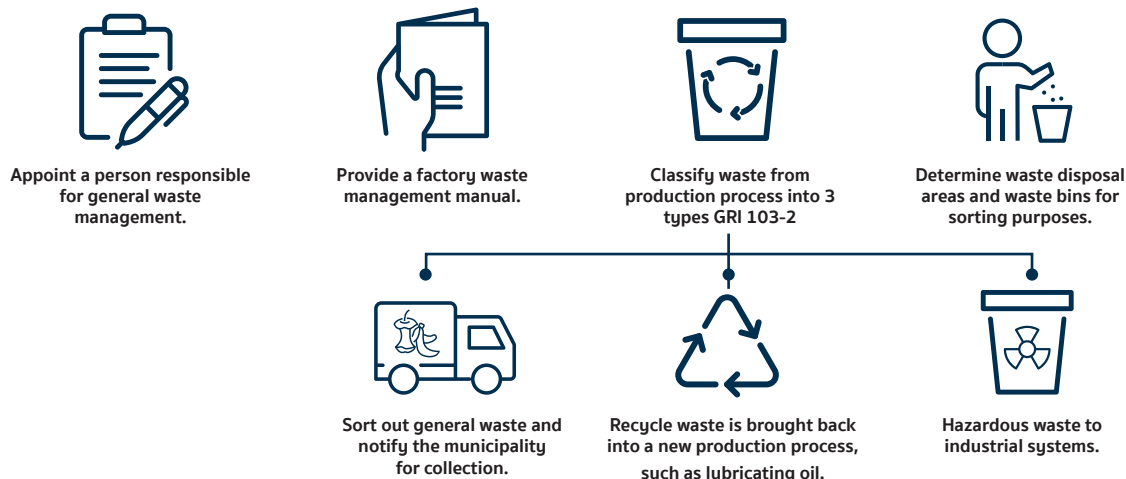 Appoint a person responsible
for general waste
management.
Provide a factory waste
management manual.
Classify waste from
production process into 3
types GRI 103-2
Determine waste disposal
areas and waste bins for
sorting purposes.
Sort out general waste and
notify the municipality
for collection.
Recycle waste is brought back
into a new production process,
such as lubricating oil.
Hazardous waste to
industrial systems.